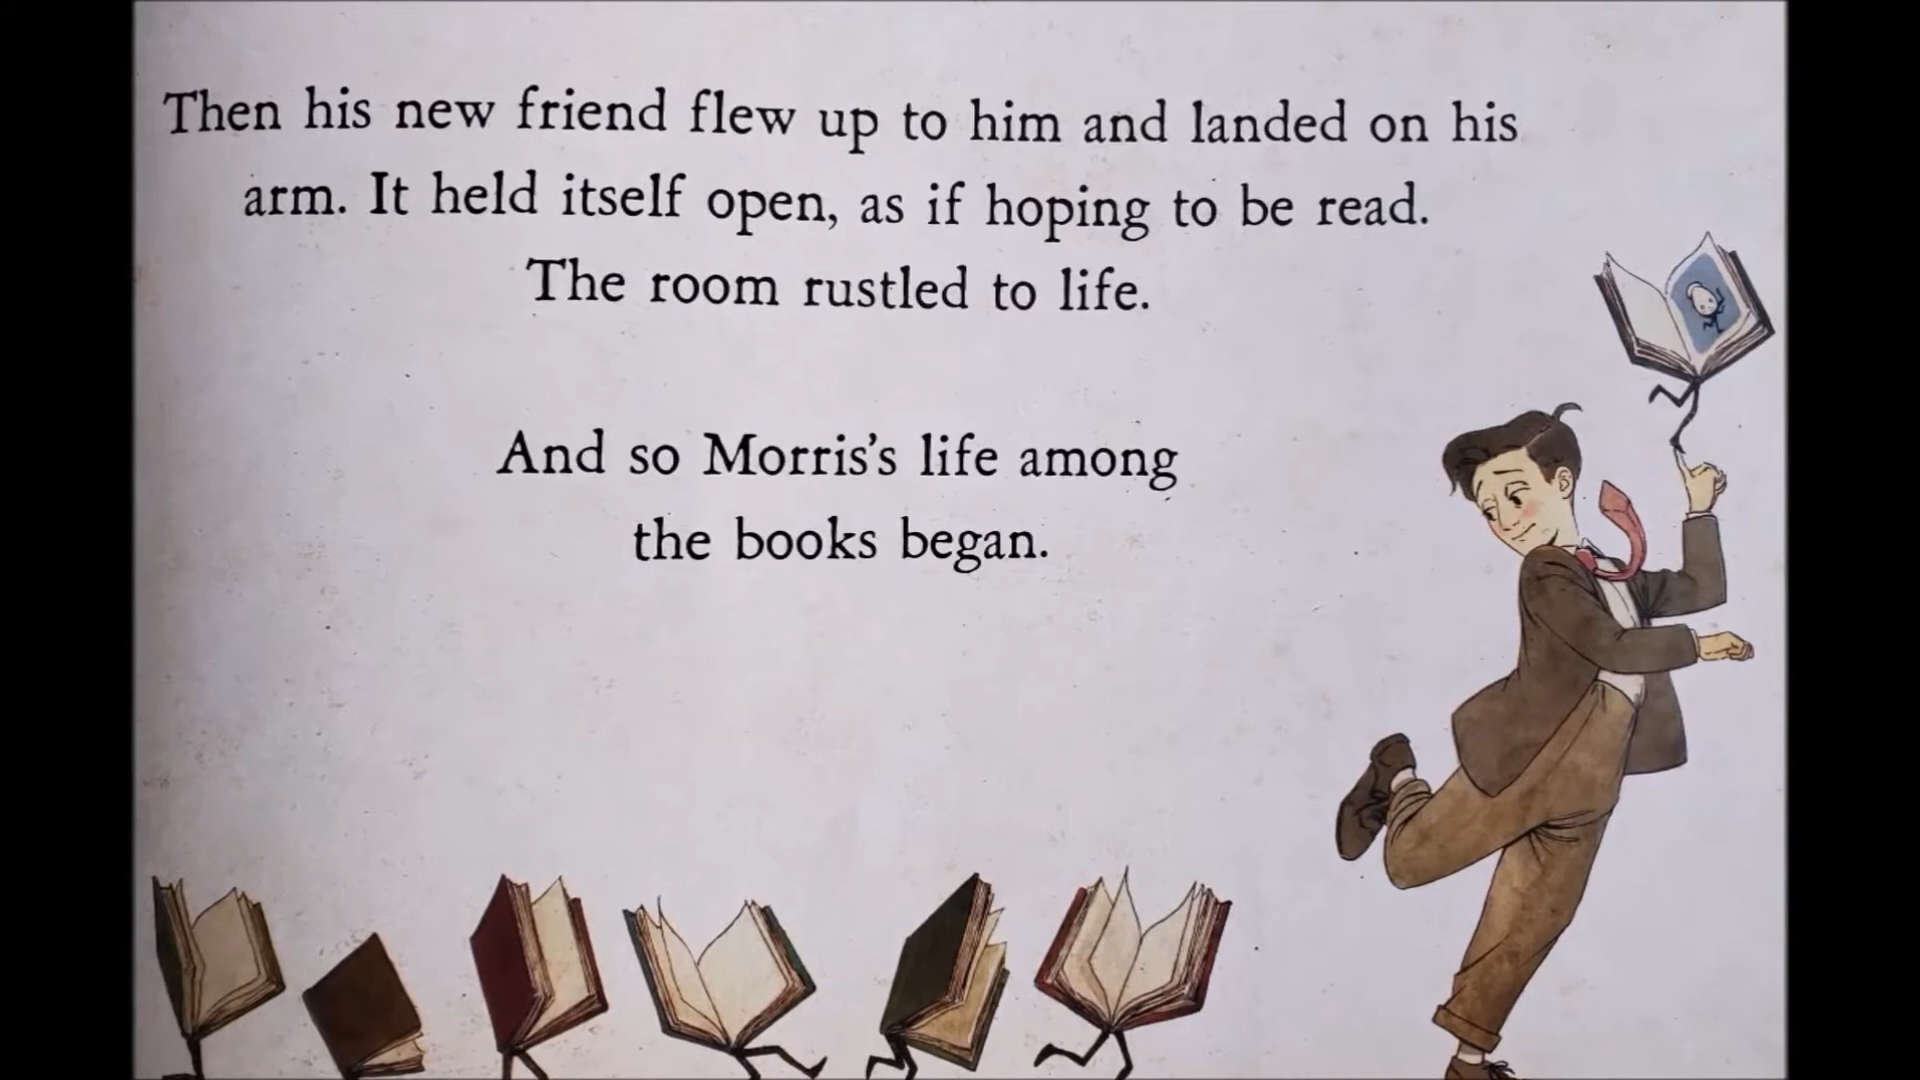 Then his new friend flew up to him and landed on his
arm. It held itself open, as if hoping to be read.
The room rustled to life.
And so Morris's life among
the books began.